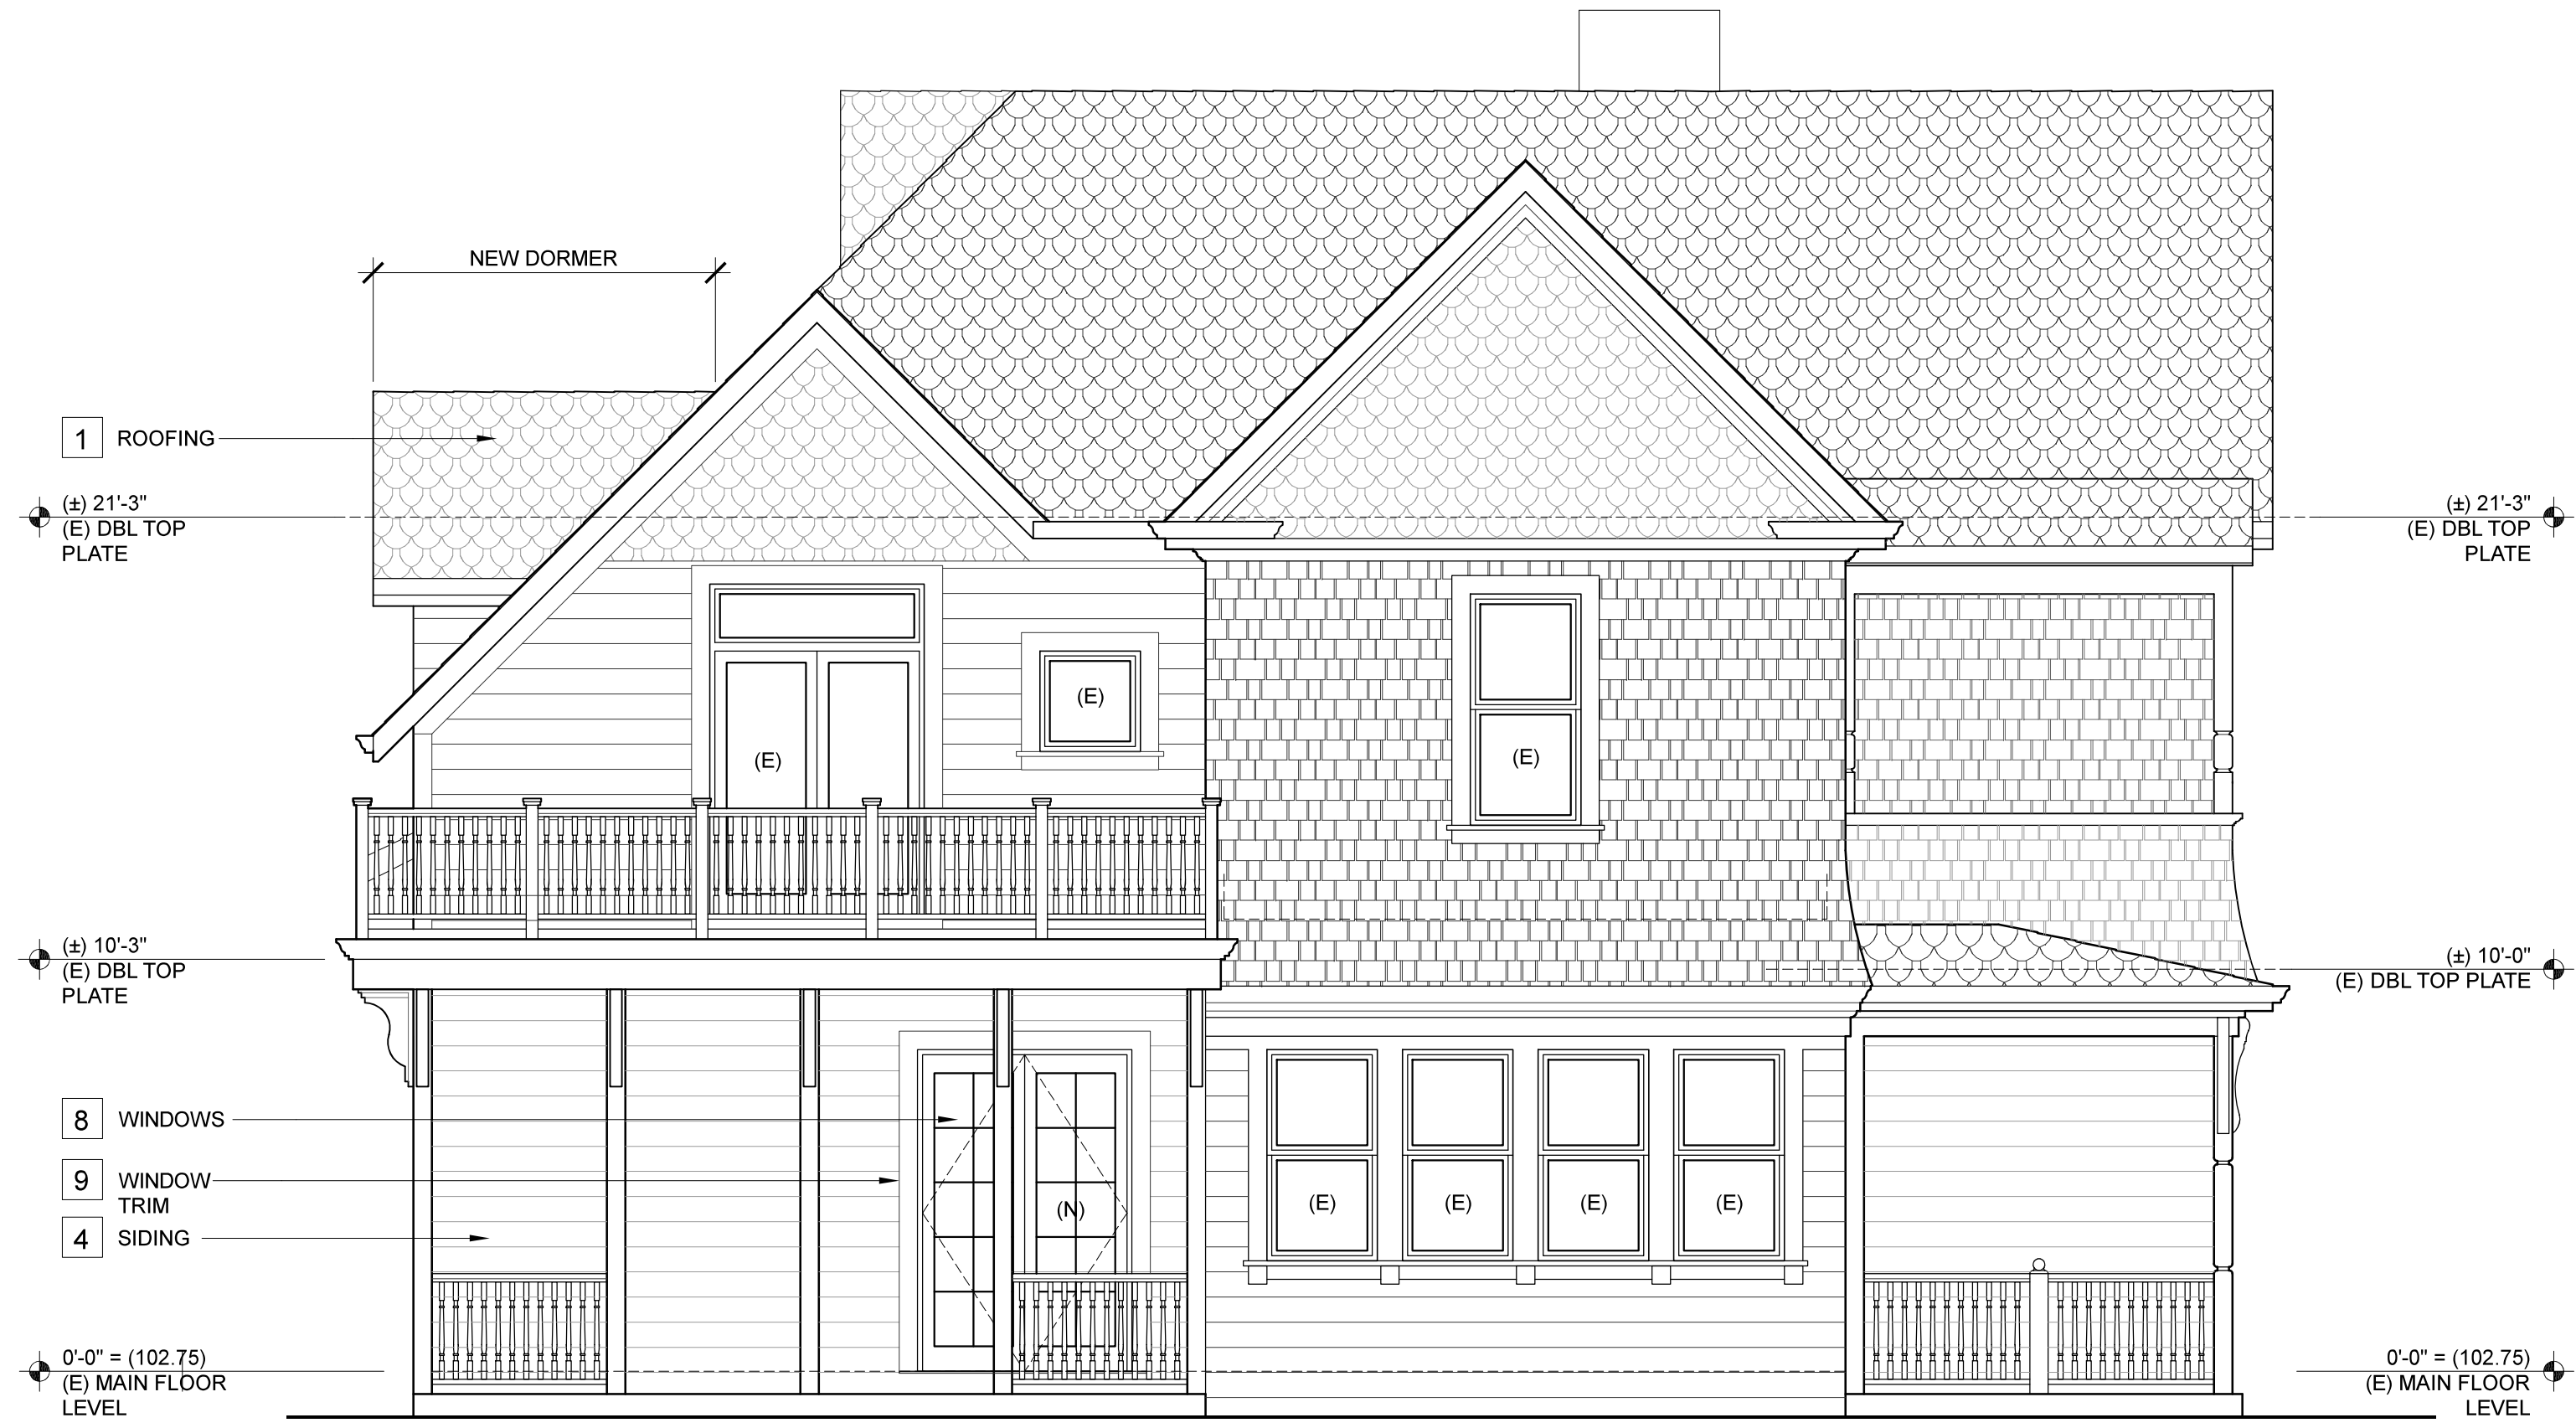 NEW DORMER
1 ROOFING
(±) 21'-3"
(E) DBL TOP
PLATE
(±) 21'-3"
(E) DBL TOP
PLATE
(E)
(E)
(E)
(±) 10'-3"
(E) DBL TOP
PLATE
(±) 10'-0"
(E) DBL TOP PLATE
8 WINDOWS
9 WINDOW
TRIM
4 SIDING
(N)
(E)
(E)
(E)
(E)
0'-0" = (102.75)
(E) MAIN FLOOR
LEVEL
0'-0" = (102.75)
(E) MAIN FLOOR
LEVEL